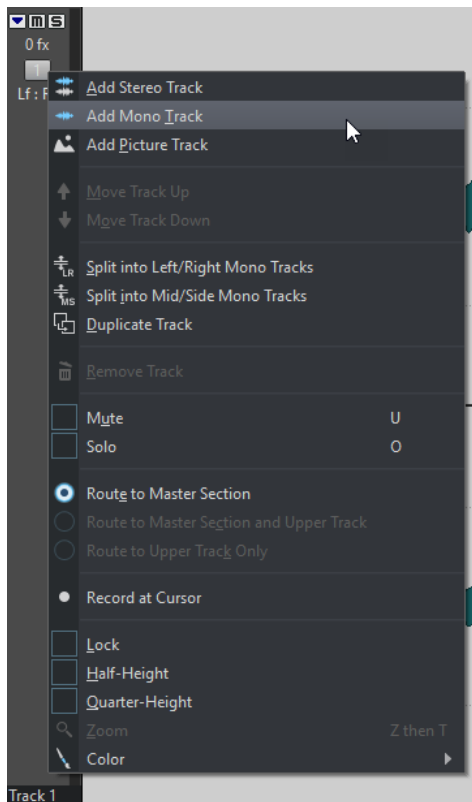 m S
0 fx
1
Lf : R
Add Stereo Track
Add Mono Track
Add Picture Track
Move Track Up
Move Track Down
LR Split into Left/Right Mono Tracks
MS Split into Mid/Side Mono Tracks
Duplicate Track
Remove Track
Mute U
Solo O
Route to Master Section
Route to Master Section and Upper Track
Route to Upper Track Only
Record at Cursor
Lock
Half-Height
Quarter-Height
Zoom Z then T
Color
Track 1